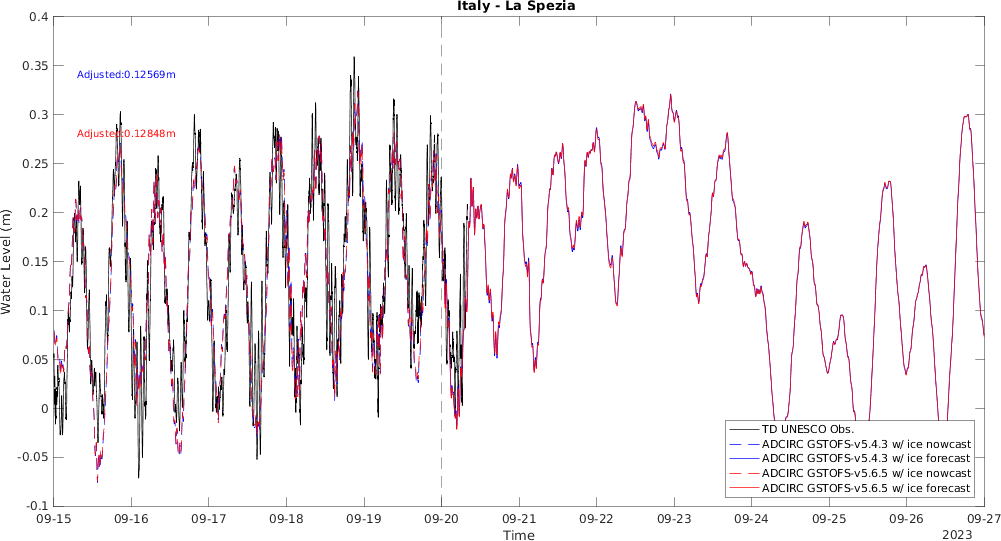 Italy - La Spezia
Water Level (m)
0.4
0.35
0.3
0.25
0.2
0.15
0.1
0.05
0
-0.05
-0.1
Adjusted:0.12569m
Adjusted:0.12848m
TD UNESCO Obs.
ADCIRC GSTOFS-v5.4.3 w/ ice nowcast
ADCIRC GSTOFS-v5.4.3 w/ ice forecast
ADCIRC GSTOFS-v5.6.5 w/ ice nowcast
ADCIRC GSTOFS-v5.6.5 w/ ice forecast
09-15 09-16 09-17 09-18 09-19 09-20 09-21 09-22 09-23 09-24 09-25 09-26 09-27
Time
2023